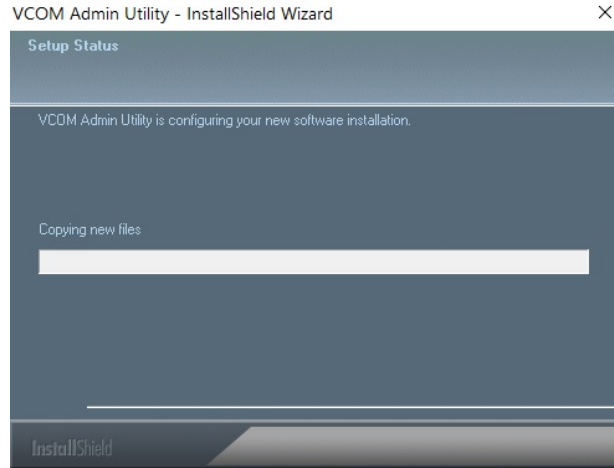 VCOM Admin Utility - InstallShield Wizard
Setup Status
VCOM Admin Utility is configuring your new software installation.
Copying new files
InstallShield